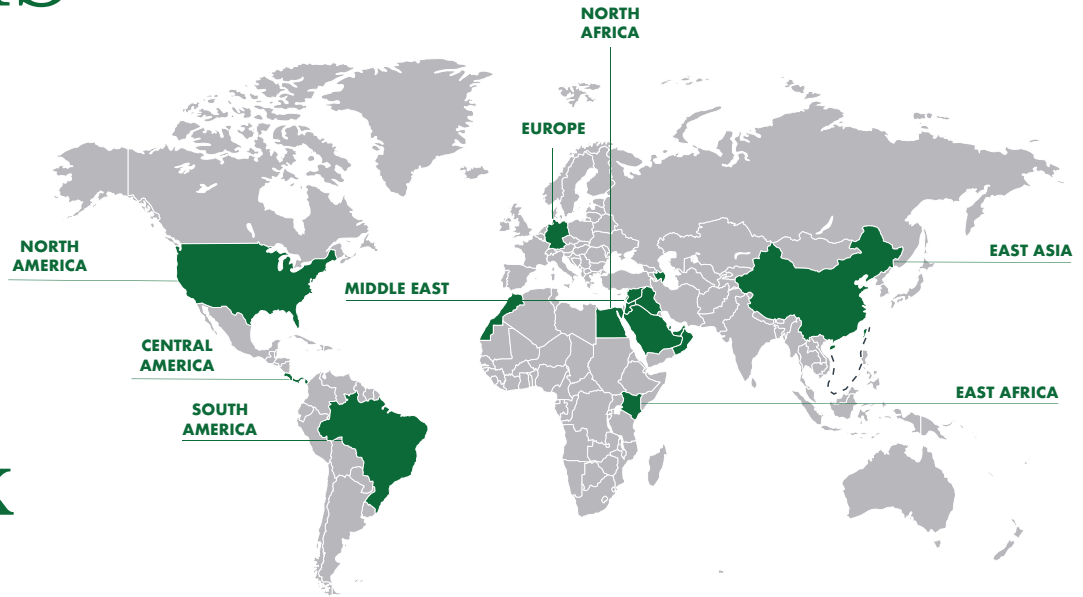 NORTH
AFRICA
EUROPE
NORTH
AMERICA
EAST ASIA
MIDDLE EAST
CENTRAL
AMERICA
EAST AFRICA
SOUTH
AMERICA